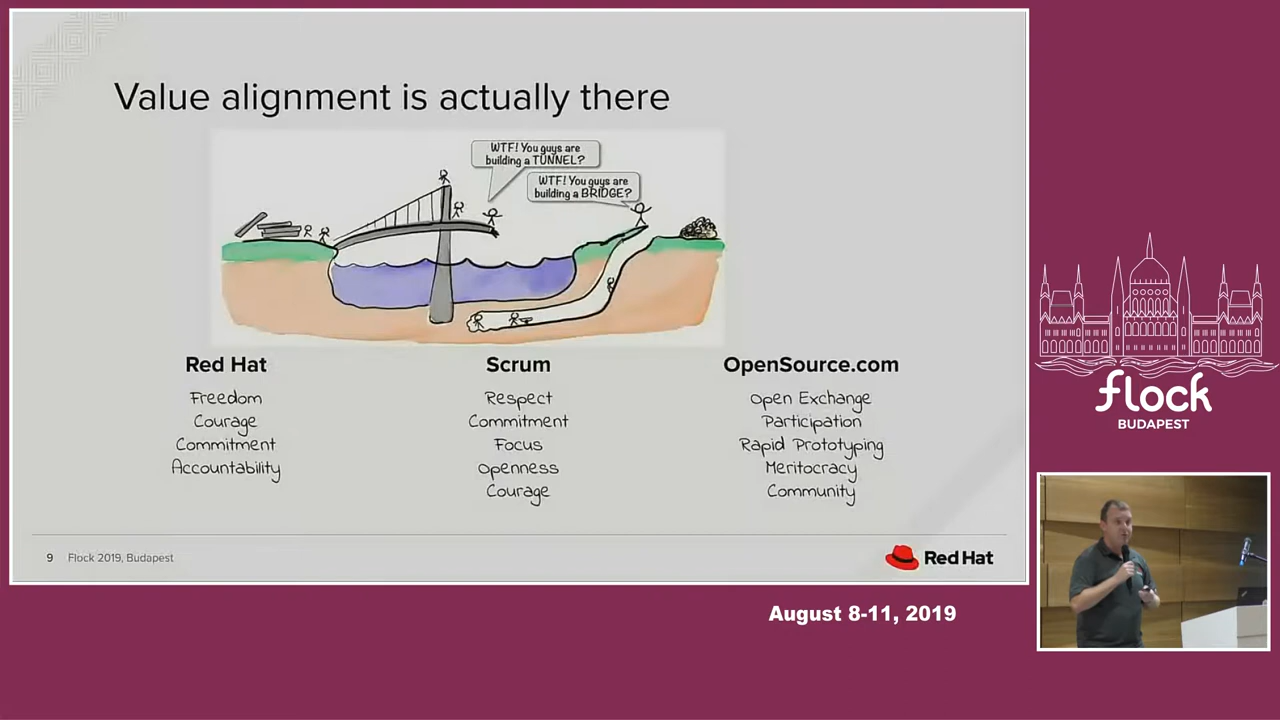 Value alignment is actually there
WTF! You guys are
building a TUNNEL?
WTF! You guys are
building a BRIDGE?
Red Hat
Freedom
Courage
Commitment
Accountability
Scrum
Respect
Commitment
Focus
Openness
Courage
OpenSource.com
Open Exchange
Participation
Rapid Prototyping
Meritocracy
Community
9 Flock 2019, Budapest
Red Hat
flock
BUDAPEST
August 8-11, 2019